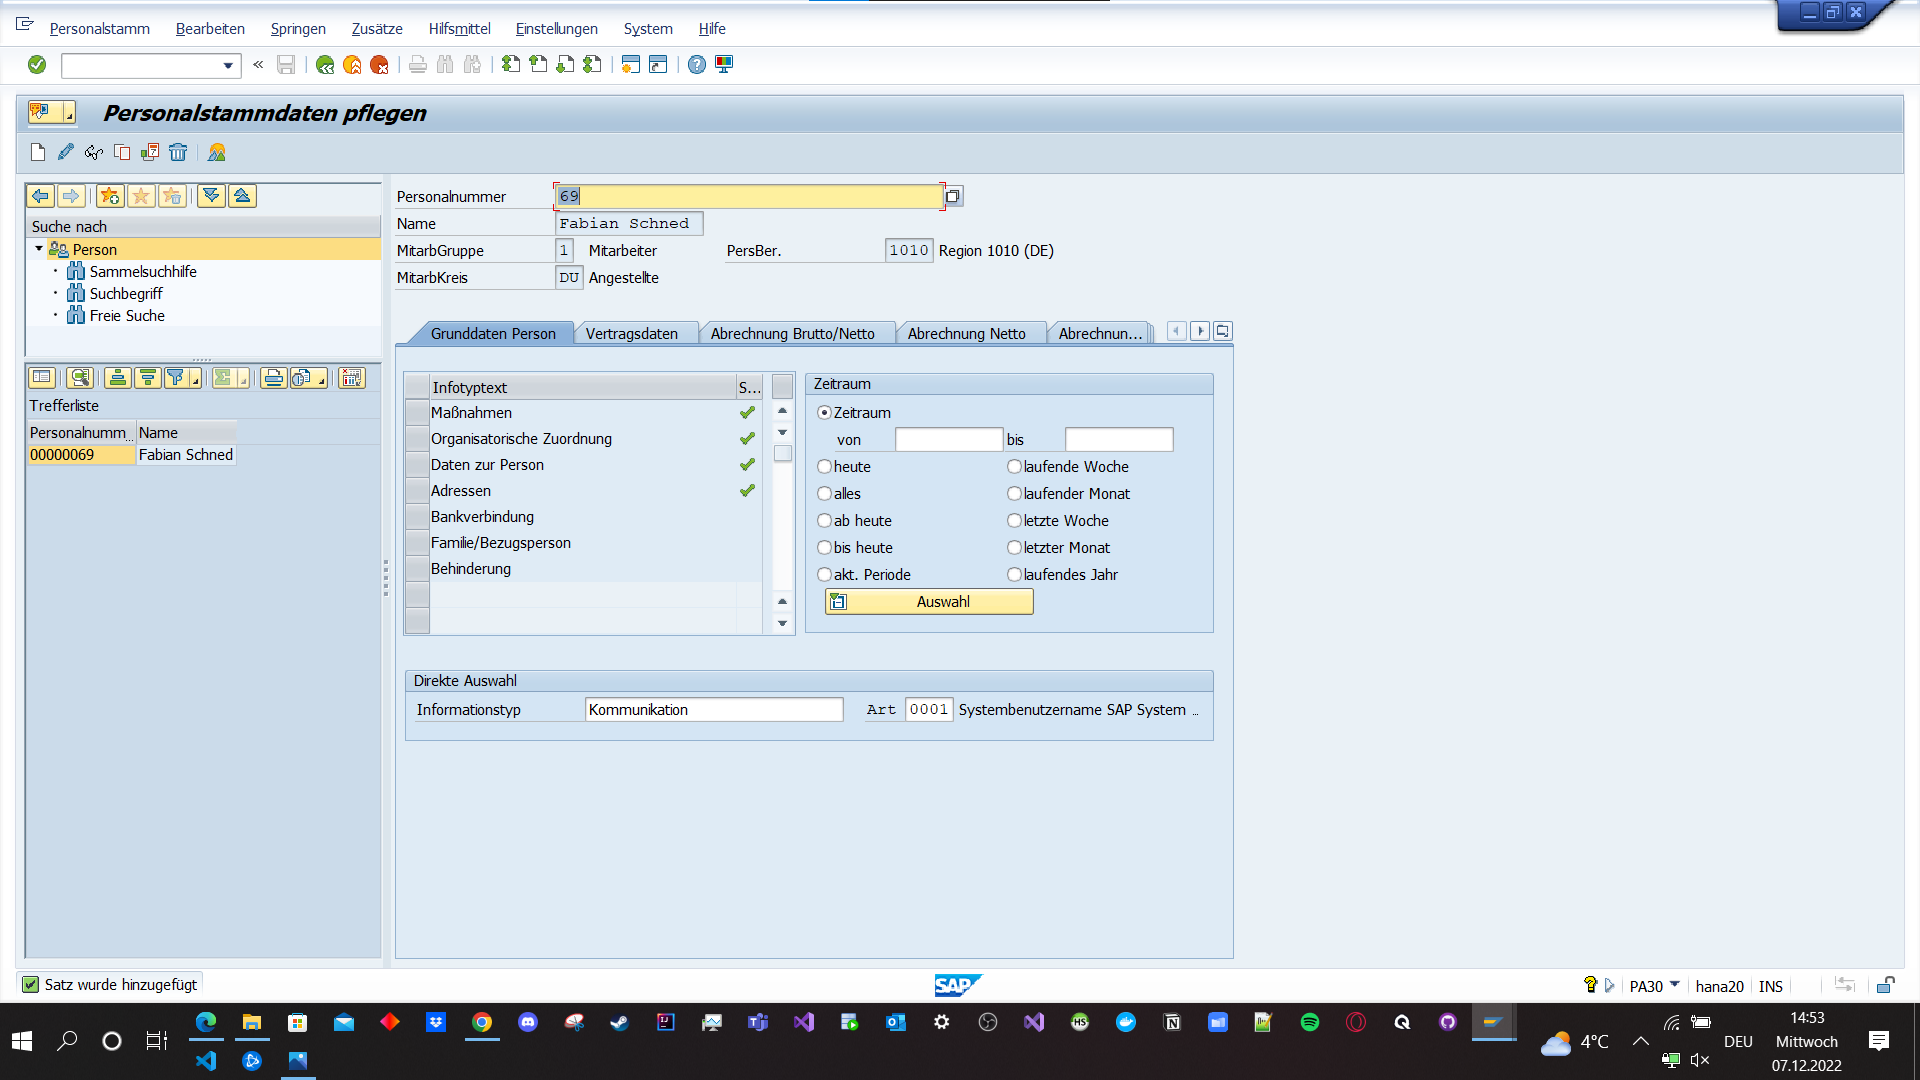 Personalstamm Bearbeiten Springen Zusätze Hilfsmittel Einstellungen System Hilfe
Personalstammdaten pflegen
Suche nach
Person
Sammelsuchhilfe
Suchbegriff
Freie Suche
Trefferliste
Personalnumm... Name
00000069 Fabian Schned
Personalnummer 69
Name Fabian Schned
MitarbGruppe 1 Mitarbeiter PersBer. 1010 Region 1010 (DE)
MitarbKreis DU Angestellte
Grunddaten Person Vertragsdaten Abrechnung Brutto/Netto Abrechnung Netto Abrechnun...
Infotyptext S...
Maßnahmen
Organisatorische Zuordnung
Daten zur Person
Adressen
Bankverbindung
Familie/Bezugsperson
Behinderung
Zeitraum
Zeitraum
von bis
heute laufende Woche
alles laufender Monat
ab heute letzte Woche
bis heute letzter Monat
akt. Periode laufendes Jahr
Auswahl
Direkte Auswahl
Informationstyp Kommunikation Art 0001 Systembenutzername SAP System ...
Satz wurde hinzugefügt
SAP
PA30 hana20 INS
4°C
DEU
14:53
Mittwoch
07.12.2022